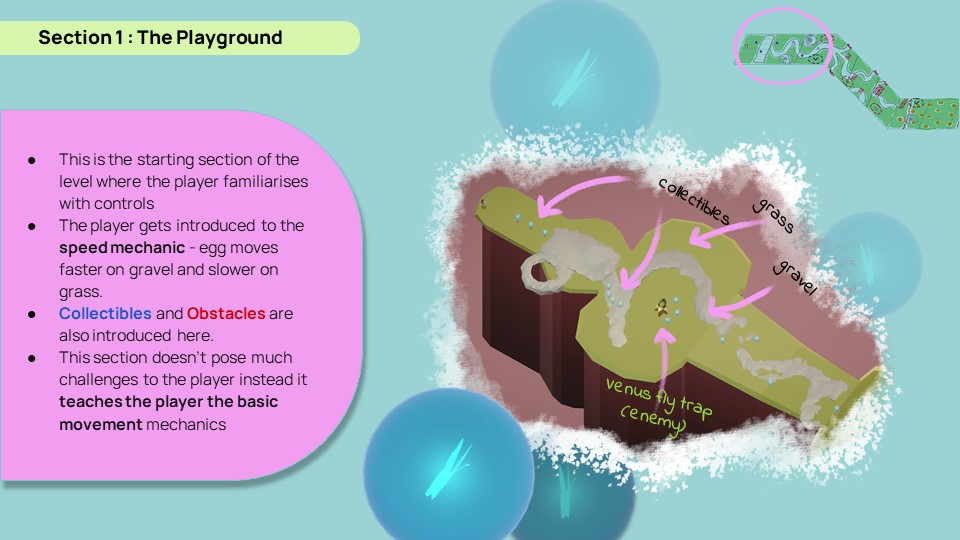 Section 1 : The Playground
● This is the starting section of the
level where the player familiarises
with controls
● The player gets introduced to the
speed mechanic - egg moves
faster on gravel and slower on
grass.
● Collectibles and Obstacles are
also introduced here.
● This section doesn't pose much
challenges to the player instead it
teaches the player the basic
movement mechanics
collectibles
grass
gravel
venus fly trap
(enemy)